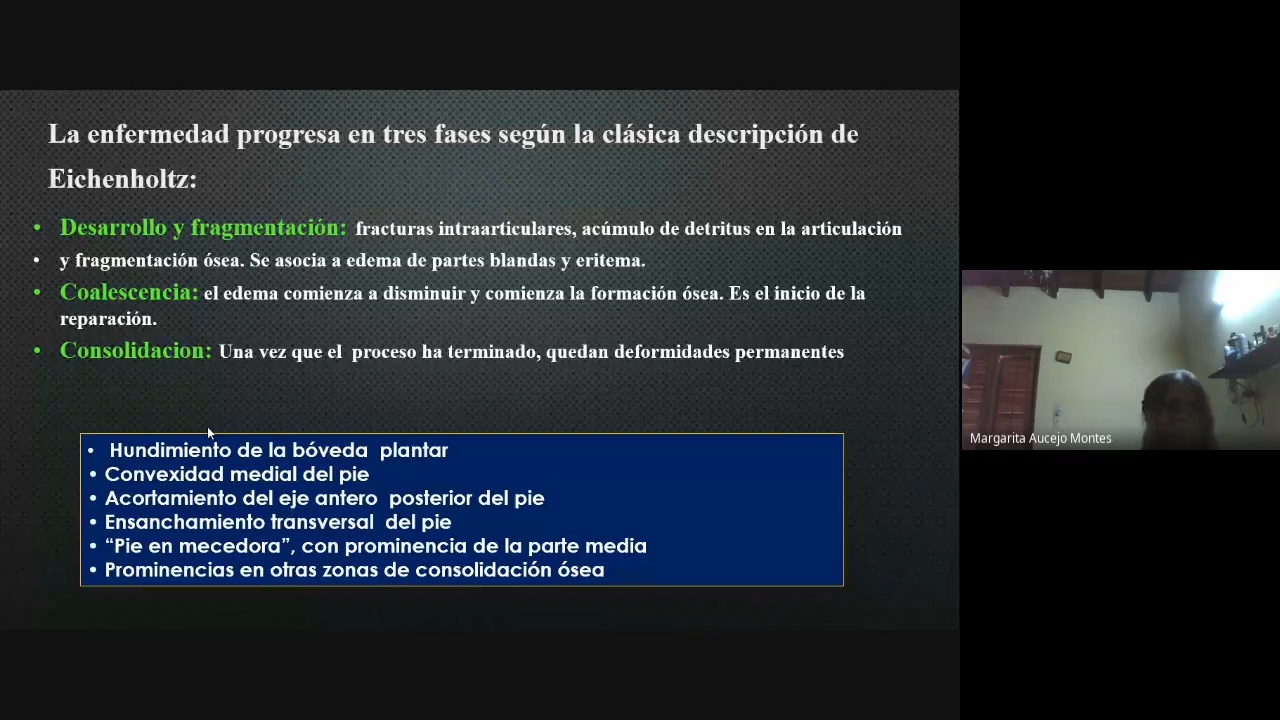 La enfermedad progresa en tres fases según la clásica descripción de
Eichenholtz:
• Desarrollo y fragmentación: fracturas intraarticulares, acúmulo de detritus en la articulación
• y fragmentación ósea. Se asocia a edema de partes blandas y eritema.
• Coalescencia: el edema comienza a disminuir y comienza la formación ósea. Es el inicio de la
reparación.
• Consolidacion: Una vez que el proceso ha terminado, quedan deformidades permanentes
• Hundimiento de la bóveda plantar
• Convexidad medial del pie
• Acortamiento del eje antero posterior del pie
• Ensanchamiento transversal del pie
• “Pie en mecedora”, con prominencia de la parte media
• Prominencias en otras zonas de consolidación ósea
Margarita Aucejo Montes